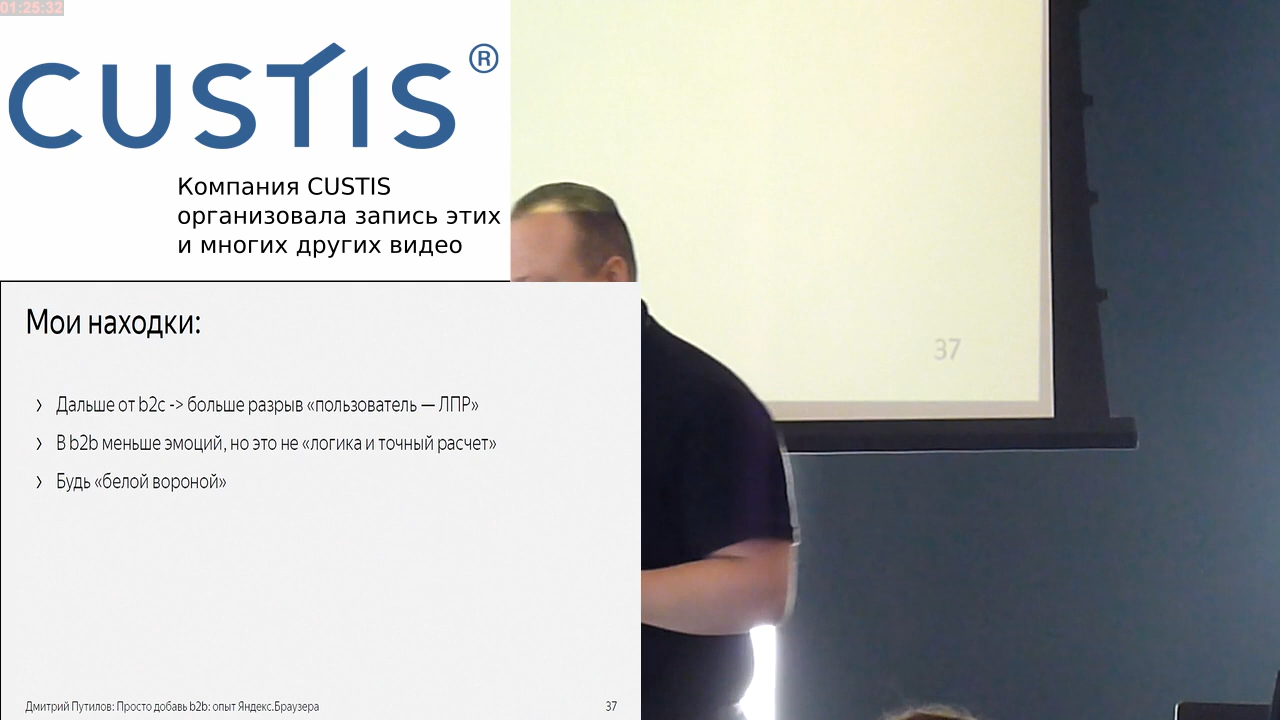 01:25:32
CUSTIS®
Компания CUSTIS
организовала запись этих
и многих других видео
Мои находки:
› Дальше от b2c -> больше разрыв «пользователь — ЛПР»
› В b2b меньше эмоций, но это не «логика и точный расчет»
› Будь «белой вороной»
Дмитрий Путилов: Просто добавь b2b: опыт Яндекс.Браузера
37
37